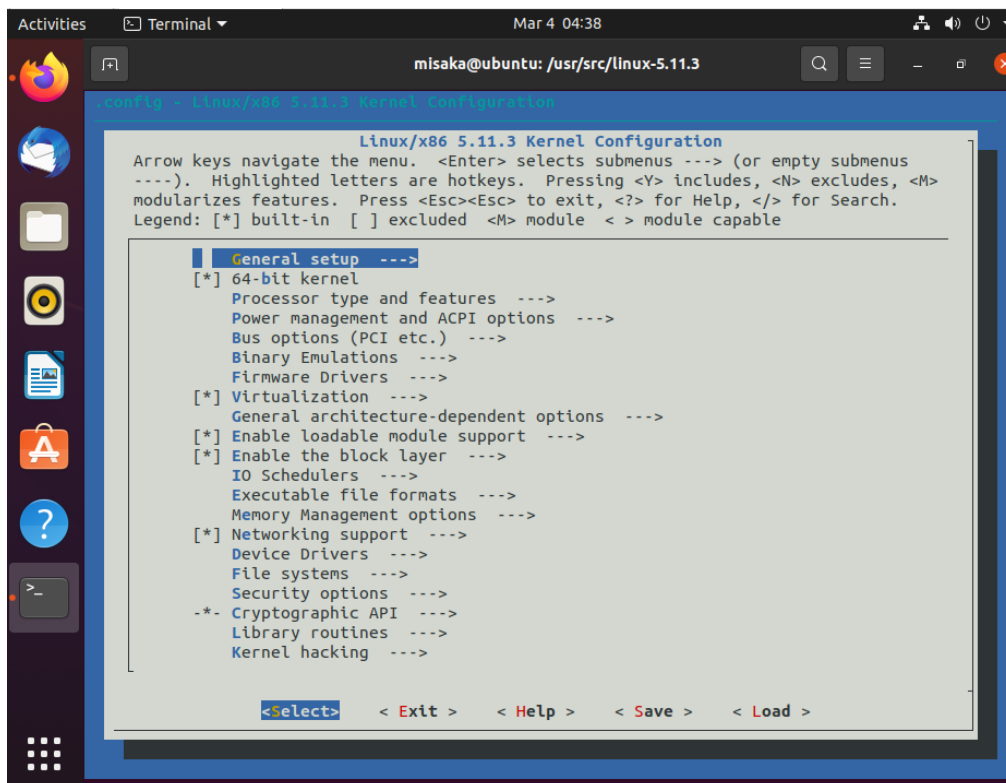 Activities Terminal Mar 4 04:38
misaka@ubuntu: /usr/src/linux-5.11.3
.config - Linux/x86 5.11.3 Kernel Configuration
Linux/x86 5.11.3 Kernel Configuration
Arrow keys navigate the menu.  <Enter> selects submenus ---> (or empty submenus
----).  Highlighted letters are hotkeys.  Pressing <Y> includes, <N> excludes, <M>
modularizes features.  Press <Esc><Esc> to exit, <?> for Help, </> for Search.
Legend: [*] built-in  [ ] excluded  <M> module  < > module capable
General setup  --->
[*] 64-bit kernel
Processor type and features  --->
Power management and ACPI options  --->
Bus options (PCI etc.)  --->
Binary Emulations  --->
Firmware Drivers  --->
[*] Virtualization  --->
General architecture-dependent options  --->
[*] Enable loadable module support  --->
[*] Enable the block layer  --->
IO Schedulers  --->
Executable file formats  --->
Memory Management options  --->
[*] Networking support  --->
Device Drivers  --->
File systems  --->
Security options  --->
-*- Cryptographic API  --->
Library routines  --->
Kernel hacking  --->
<Select>    < Exit >    < Help >    < Save >    < Load >